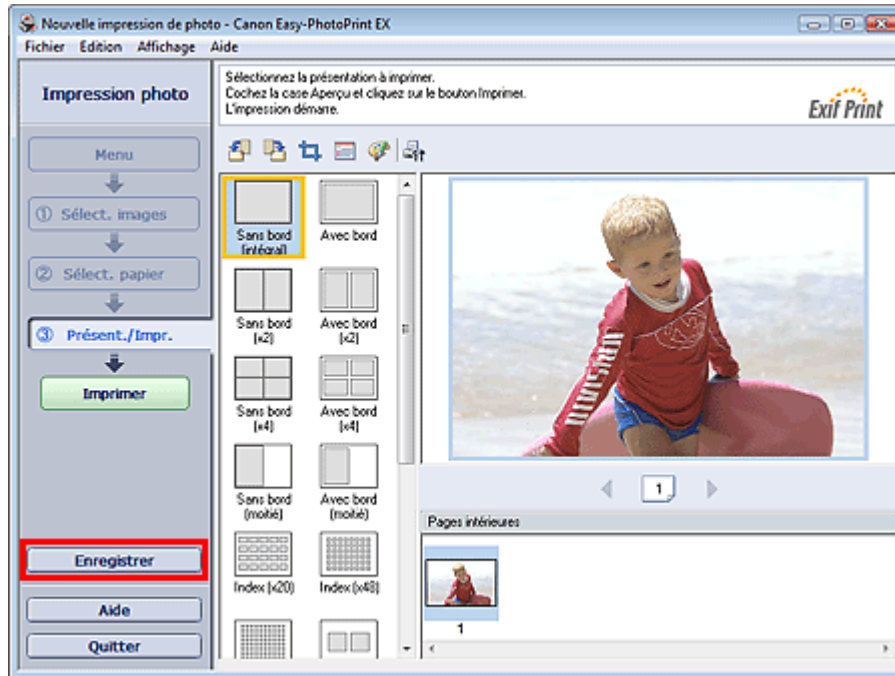 Nouvelle impression de photo - Canon Easy-PhotoPrint EX
Fichier Édition Affichage Aide
Impression photo
Sélectionnez la présentation à imprimer.
Cochez la case Aperçu et cliquez sur le bouton Imprimer.
L'impression démarre.
Exif Print
Menu
① Sélect. images
② Sélect. papier
③ Présent./Impr.
Imprimer
Enregistrer
Aide
Quitter
Sans bord
(intégral)
Avec bord
Sans bord
(x2)
Avec bord
(x2)
Sans bord
(x4)
Avec bord
(x4)
Sans bord
(moitié)
Avec bord
(moitié)
Index (x20)
Index (x48)
1
Pages intérieures
1